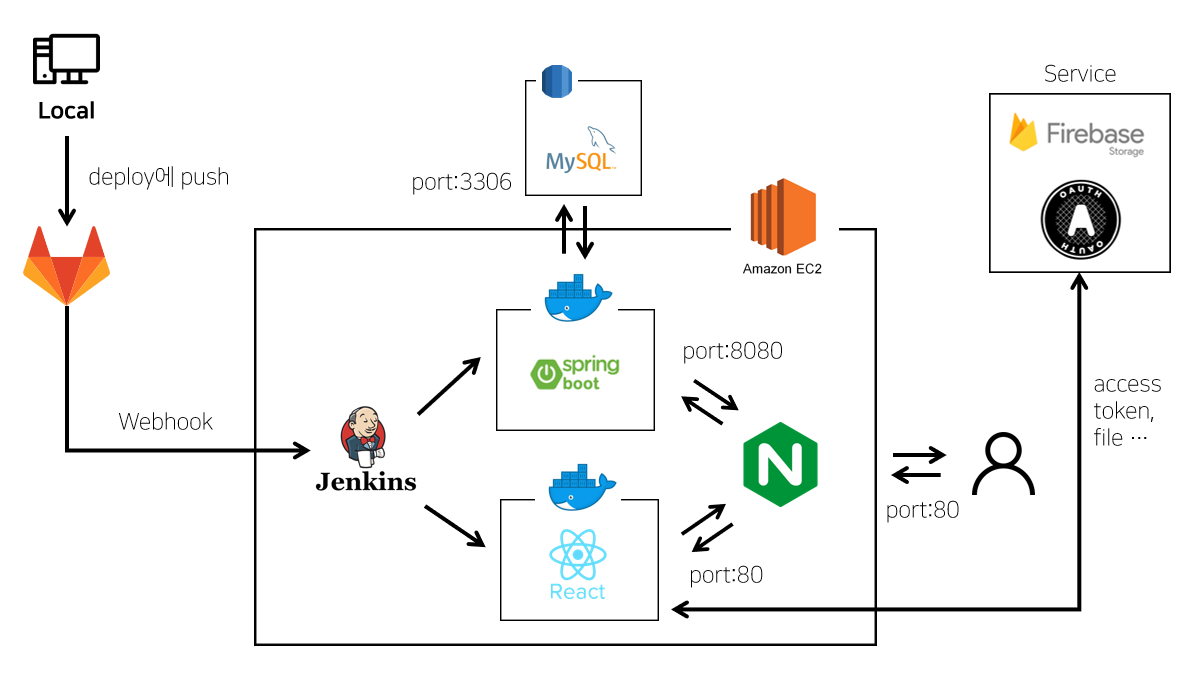 Local
deploy에 push
Webhook
Jenkins
MySQL
port:3306
Amazon EC2
spring
boot
port:8080
React
port:80
N
port:80
Service
Firebase
Storage
OAUTH
A
OAUTH
access
token,
file ···